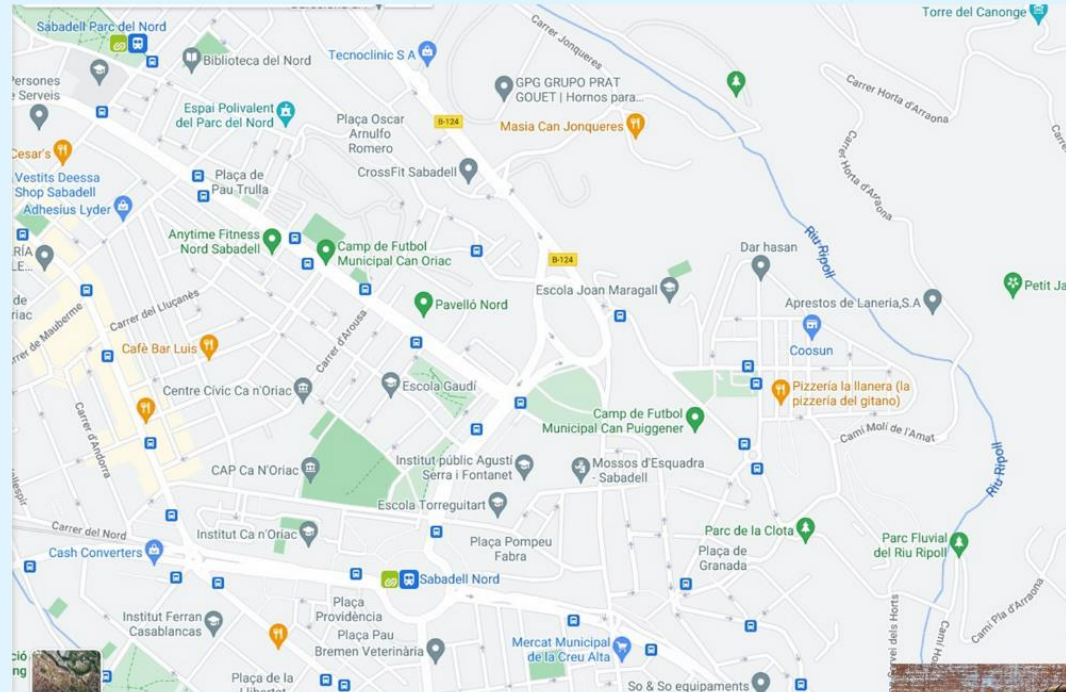 Torre del Canonge
Carrer Jonqueres
Sabadell Parc del Nord
Biblioteca del Nord
Tecnoclinic S A
Carrer Horta d'Arraona
GPG GRUPO PRAT
GOUET | Hornos para...
Persones
Serveis
Espai Polivalent
del Parc del Nord
Plaça Oscar
Arnulfo
Romero
B-124
Masia Can Jonqueres
Carrer Horta d'Arraona
Cesar's
CrossFit Sabadell
Plaça de
Pau Trulla
Vestits Deessa
Shop Sabadell
Adhesius Lyder
Anytime Fitness
Nord Sabadell
Camp de Futbol
Municipal Can Oriac
B-124
Dar hasan
Riu Ripoll
Escola Joan Maragall
Petit Ja
Pavelló Nord
Aprestos de Laneria,S.A
Carrer del Lluçanès
Carrer d'Arousa
Coosun
Cafè Bar Luis
Centre Cívic Ca n'Oriac
Escola Gaudí
Pizzería la llanera (la
pizzería del gitano)
Camp de Futbol
Municipal Can Puiggener
Camí Molí de l'Amat
Carrer d'Andorra
CAP Ca N'Oriac
Institut públic Agustí
Serra i Fontanet
Mossos d'Esquadra
- Sabadell
Riu Ripoll
Escola Torreguitart
Carrer del Nord
Institut Ca n'Oriac
Plaça Pompeu
Fabra
Parc de la Clota
Plaça de
Granada
Parc Fluvial
del Riu Ripoll
Cash Converters
Sabadell Nord
Institut Ferran
Casablancas
Plaça
Providència
Plaça Pau
Bremen Veterinària
Mercat Municipal
de la Creu Alta
Camí Pla d'Arraona
Plaça de la
So & So equipaments